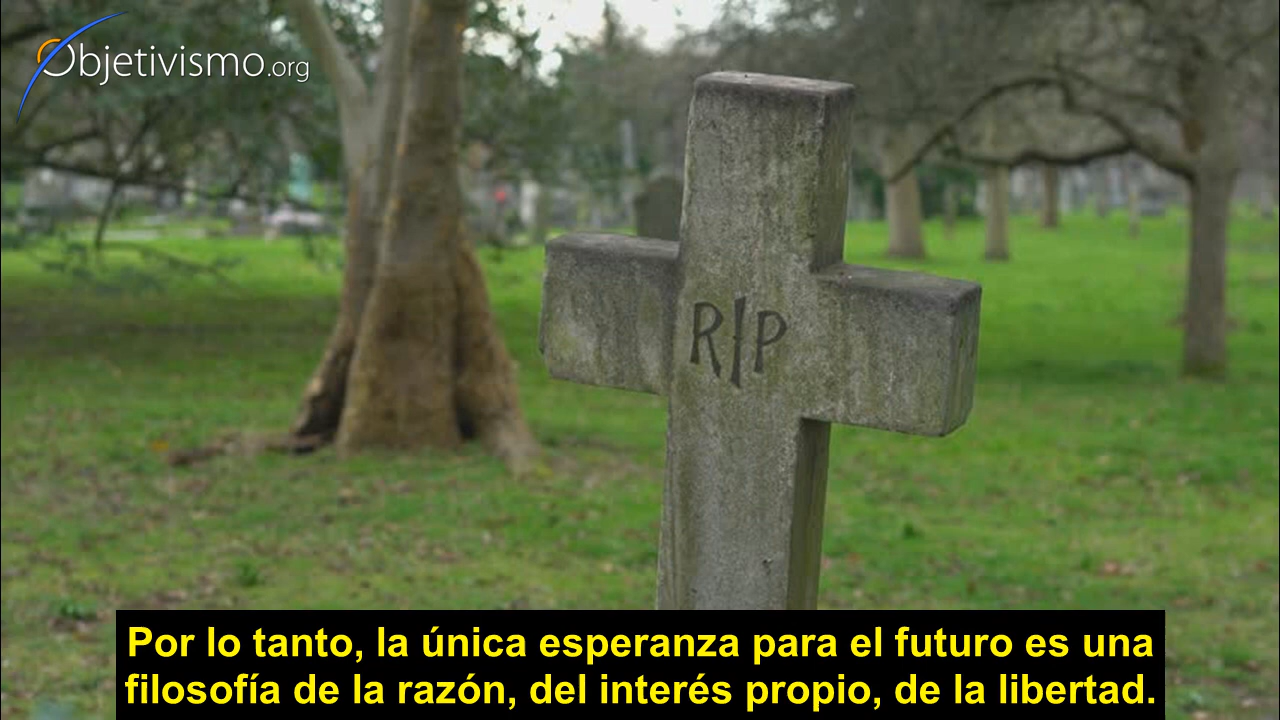 Objetivismo.org
RIP
Por lo tanto, la única esperanza para el futuro es una
filosofía de la razón, del interés propio, de la libertad.